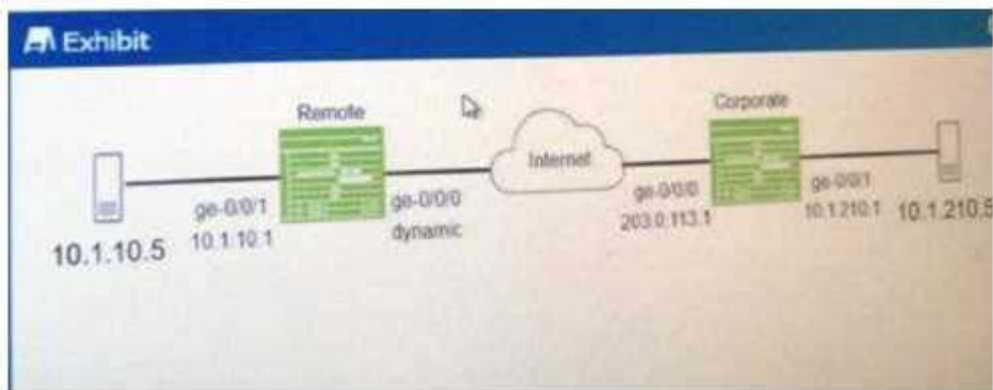 Exhibit
Remote
Corporate
Internet
ge-0/0/1
10.1.10.1
ge-0/0/0
dynamic
ge-0/0/0
203.0.113.1
ge-0/0/1
10.1.210.1
10.1.10.5
10.1.210.5